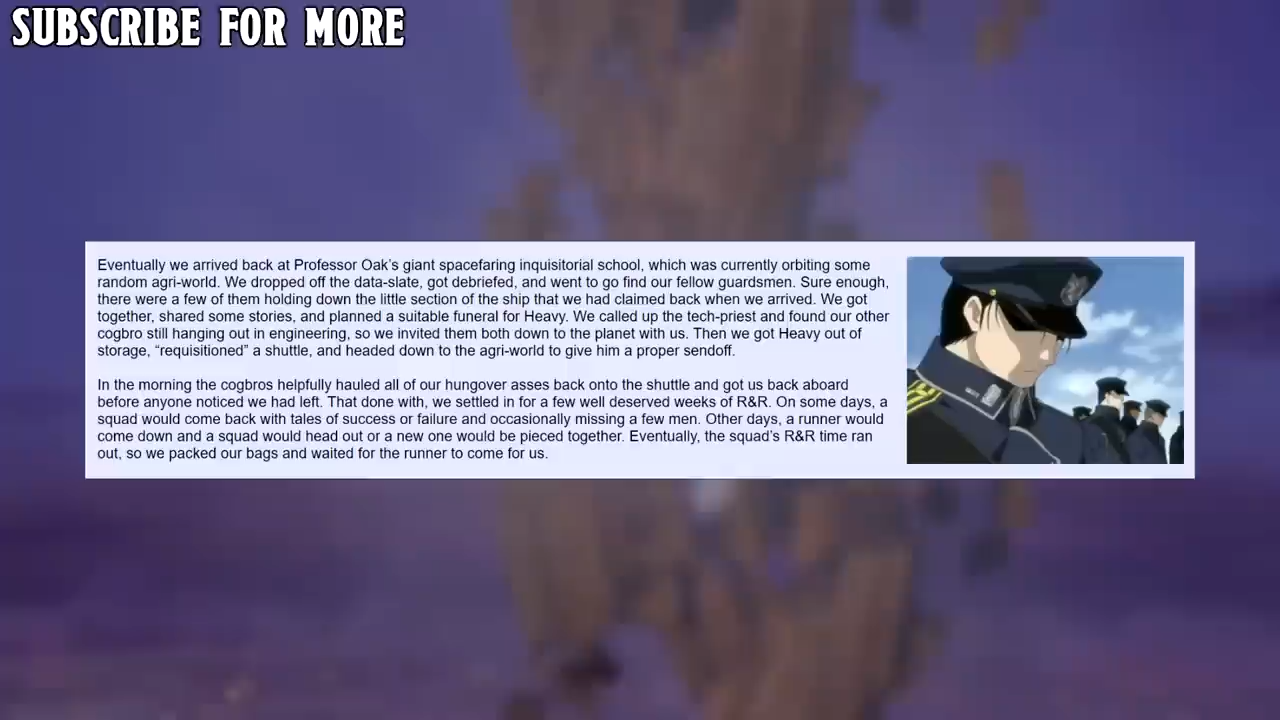 SUBSCRIBE FOR MORE
Eventually we arrived back at Professor Oak's giant spacefaring inquisitorial school, which was currently orbiting some
random agri-world. We dropped off the data-slate, got debriefed, and went to go find our fellow guardsmen. Sure enough,
there were a few of them holding down the little section of the ship that we had claimed back when we arrived. We got
together, shared some stories, and planned a suitable funeral for Heavy. We called up the tech-priest and found our other
cogbro still hanging out in engineering, so we invited them both down to the planet with us. Then we got Heavy out of
storage, “requisitioned” a shuttle, and headed down to the agri-world to give him a proper sendoff.
In the morning the cogbros helpfully hauled all of our hungover asses back onto the shuttle and got us back aboard
before anyone noticed we had left. That done with, we settled in for a few well deserved weeks of R&R. On some days, a
squad would come back with tales of success or failure and occasionally missing a few men. Other days, a runner would
come down and a squad would head out or a new one would be pieced together. Eventually, the squad's R&R time ran
out, so we packed our bags and waited for the runner to come for us.